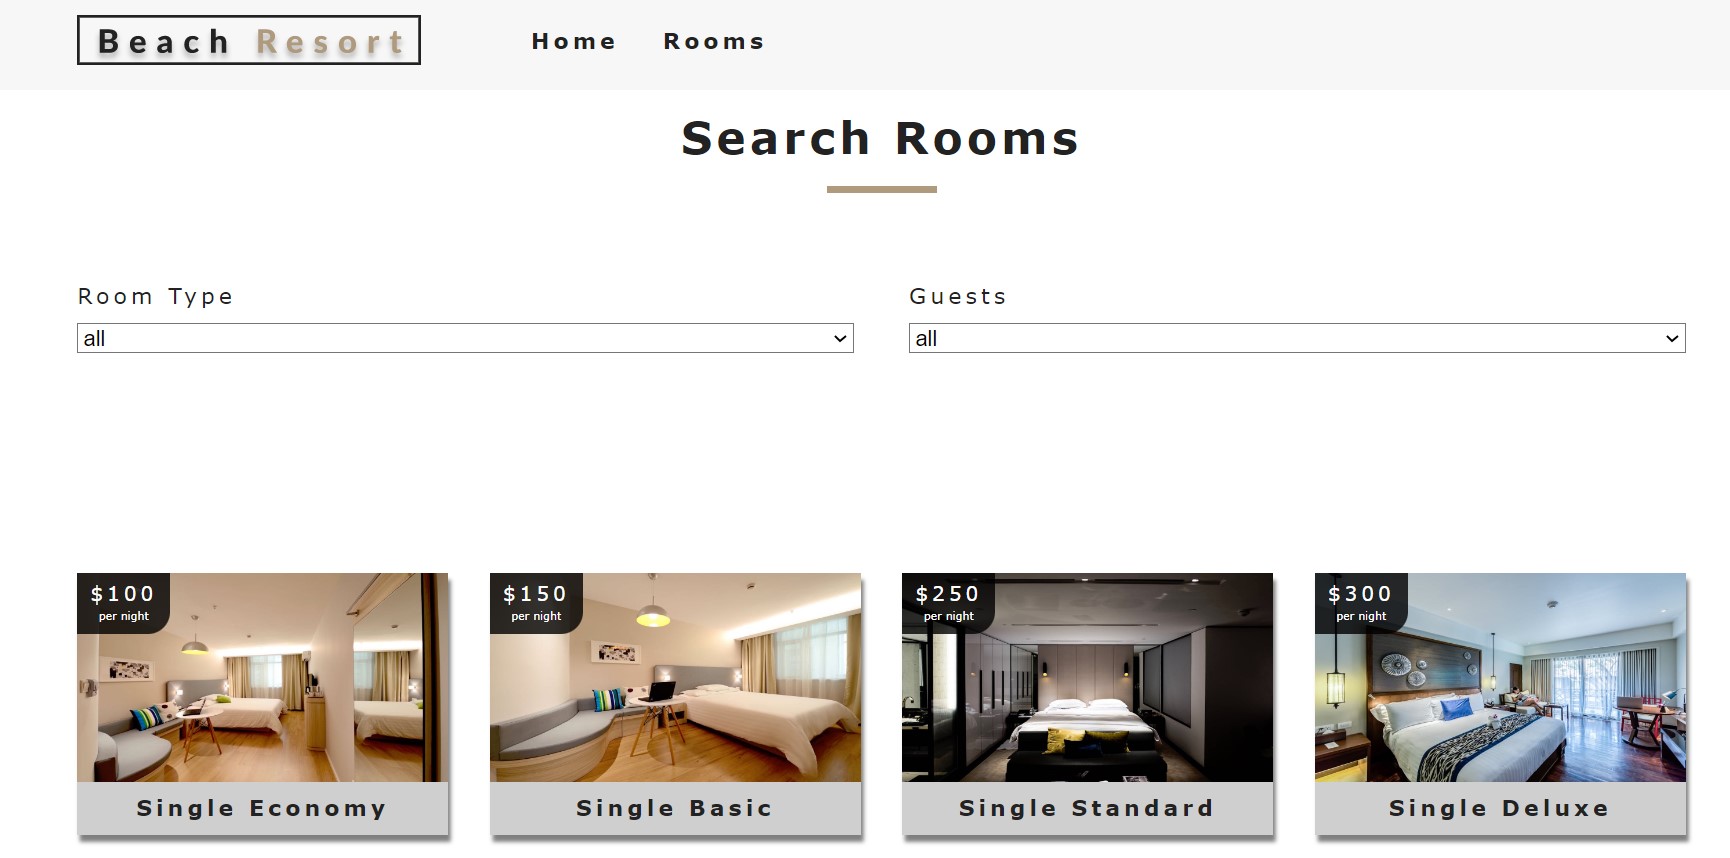 Beach Resort
Home
Rooms
Search Rooms
Room Type
Guests
all
all
$100
per night
$150
per night
$250
per night
$300
per night
Single Economy
Single Basic
Single Standard
Single Deluxe